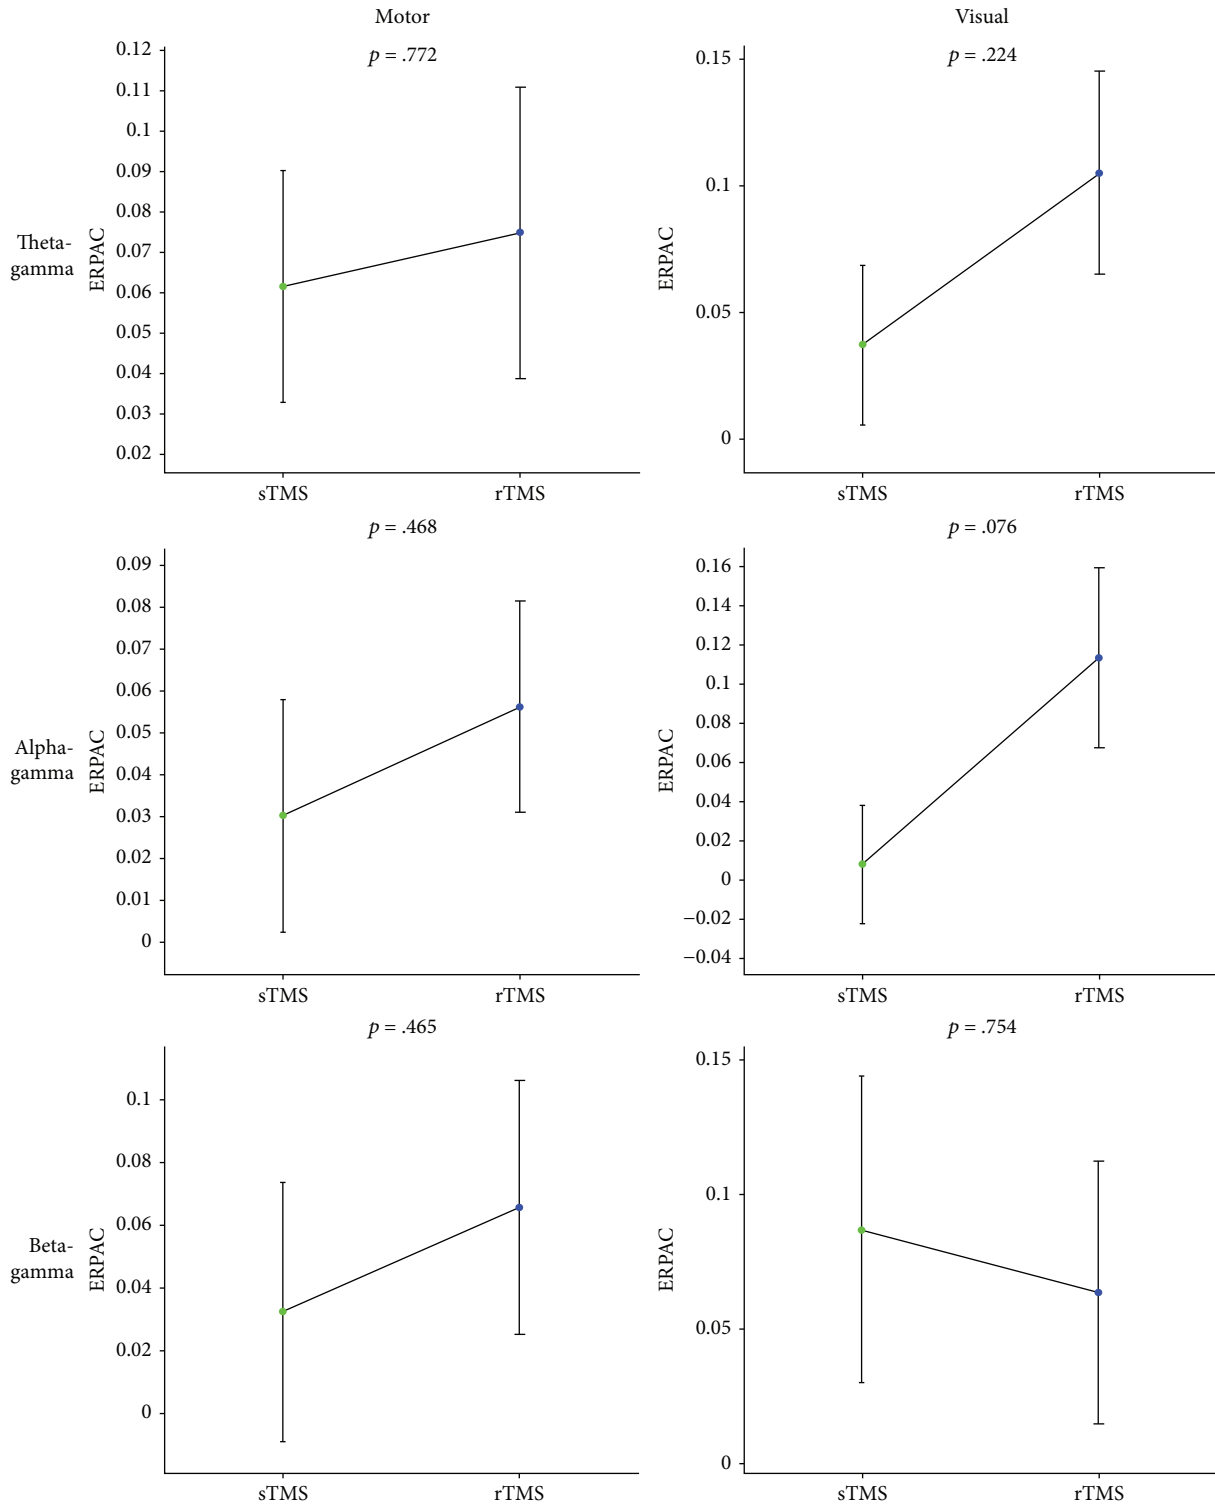 Motor
Visual
p = .772
0.12
0.11
0.1
0.09
0.08
0.07
0.06
0.05
0.04
0.03
0.02
Theta-
gamma
ERPAC
sTMS
rTMS
p = .224
0.15
0.1
0.05
0
ERPAC
sTMS
rTMS
p = .468
0.09
0.08
0.07
0.06
0.05
0.04
0.03
0.02
0.01
0
Alpha-
gamma
ERPAC
sTMS
rTMS
p = .076
0.16
0.14
0.12
0.1
0.08
0.06
0.04
0.02
0
−0.02
−0.04
ERPAC
sTMS
rTMS
p = .465
0.1
0.08
0.06
0.04
0.02
0
Beta-
gamma
ERPAC
sTMS
rTMS
p = .754
0.15
0.1
0.05
0
ERPAC
sTMS
rTMS